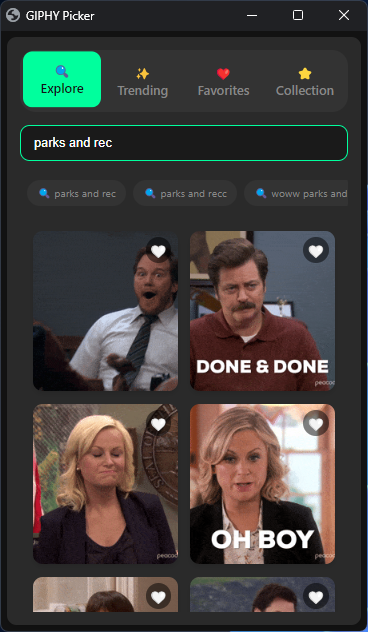 GIPHY Picker
Explore
Trending
Favorites
Collection
parks and rec
parks and rec
parks and recc
woww parks and
DONE & DONE
peacoc
peacoc
OH BOY
peacoc